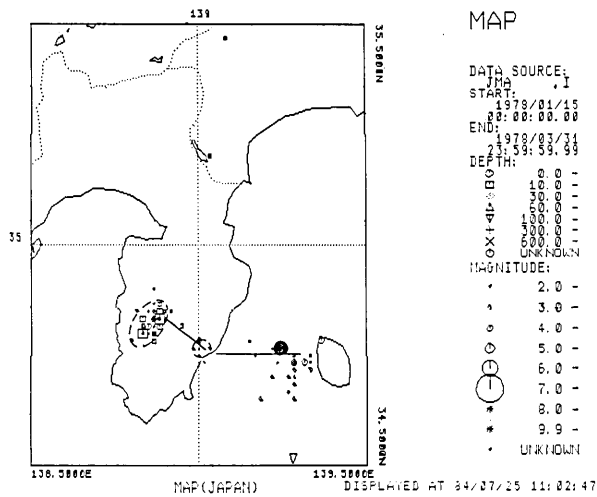 139
MAP
35.5000N
DATA SOURCE:
JMA .I
START:
1978/01/15
00:00:00.00
END:
1978/03/31
23:59:59.99
DEPTH:
0.0 -
10.0 -
30.0 -
60.0 -
100.0 -
300.0 -
600.0 -
UNKNOWN
35
MAGNITUDE:
2.0 -
3.0 -
4.0 -
5.0 -
6.0 -
7.0 -
8.0 -
9.9 -
UNKNOWN
34.5000N
138.5000E
139.5000E
MAP(JAPAN)
DISPLAYED AT 84/07/25 11:02:47